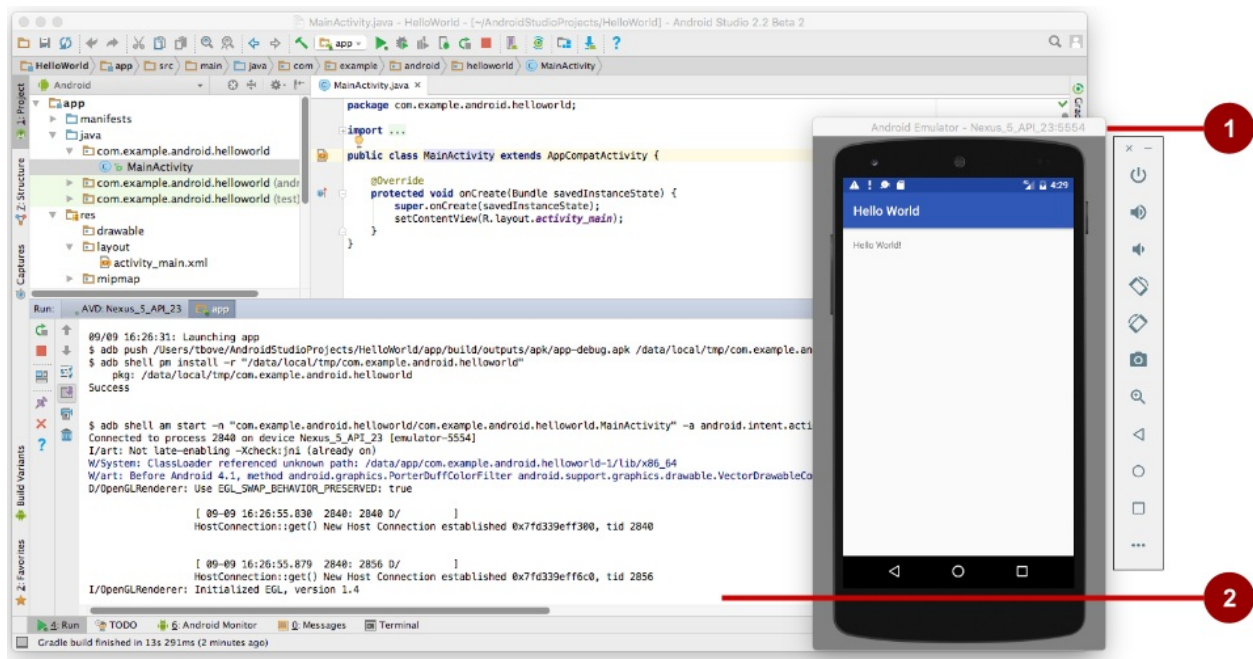 MainActivity.java - HelloWorld - [~/AndroidStudioProjects/HelloWorld] - Android Studio 2.2 Beta 2
app
HelloWorld app src main java com example android helloworld MainActivity
1: Project
Z: Structure
Captures
Build Variants
2: Favorites
Android
MainActivity.java ×
app
manifests
java
com.example.android.helloworld
MainActivity
com.example.android.helloworld (andr
com.example.android.helloworld (test)
res
drawable
layout
activity_main.xml
mipmap
package com.example.android.helloworld;
import ...
public class MainActivity extends AppCompatActivity {
@Override
protected void onCreate(Bundle savedInstanceState) {
super.onCreate(savedInstanceState);
setContentView(R.layout.activity_main);
}
}
Run: AVD: Nexus_5_API_23 app
09/09 16:26:31: Launching app
$ adb push /Users/tbove/AndroidStudioProjects/HelloWorld/app/build/outputs/apk/app-debug.apk /data/local/tmp/com.example.an
$ adb shell pm install -r "/data/local/tmp/com.example.android.helloworld"
pkg: /data/local/tmp/com.example.android.helloworld
Success
$ adb shell am start -n "com.example.android.helloworld/com.example.android.helloworld.MainActivity" -a android.intent.acti
Connected to process 2840 on device Nexus_5_API_23 [emulator-5554]
I/art: Not late-enabling -Xcheck:jni (already on)
W/System: ClassLoader referenced unknown path: /data/app/com.example.android.helloworld-1/lib/x86_64
W/art: Before Android 4.1, method android.graphics.PorterDuffColorFilter android.support.graphics.drawable.VectorDrawableCo
D/OpenGLRenderer: Use EGL_SWAP_BEHAVIOR_PRESERVED: true
[ 09-09 16:26:55.830 2840: 2840 D/ ]
HostConnection::get() New Host Connection established 0x7fd339eff300, tid 2840
[ 09-09 16:26:55.879 2840: 2856 D/ ]
HostConnection::get() New Host Connection established 0x7fd339eff6c0, tid 2856
I/OpenGLRenderer: Initialized EGL, version 1.4
4: Run TODO 6: Android Monitor 0: Messages Terminal
Gradle build finished in 13s 291ms (2 minutes ago)
Android Emulator - Nexus_5_API_23:5554
4:29
Hello World
Hello World!
1
2